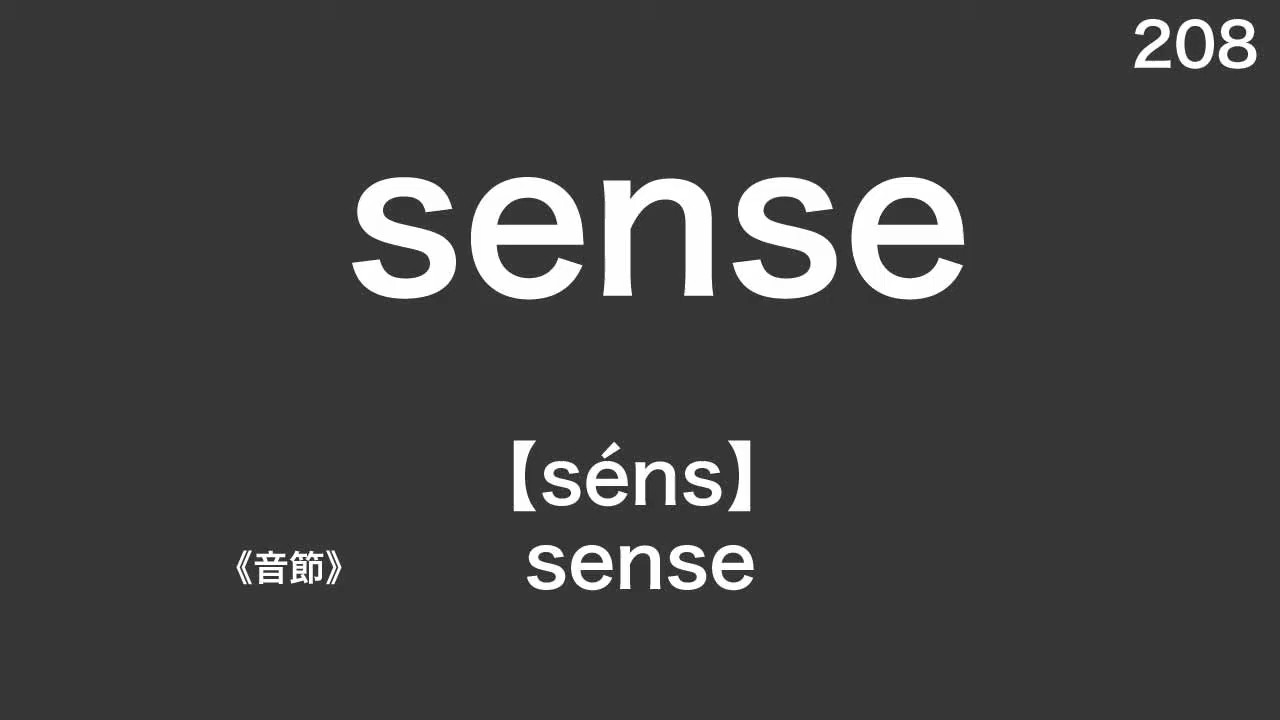 208
sense
【séns】
《音節》 sense